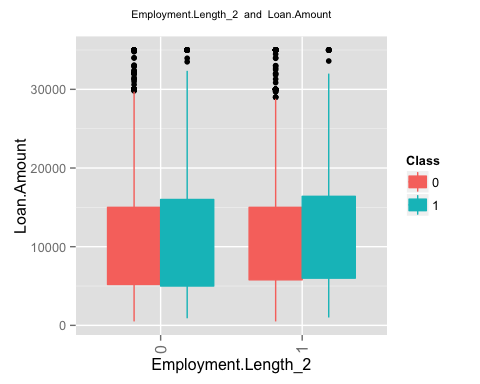 Employment.Length_2 and Loan.Amount
Loan.Amount
30000
20000
10000
0
0
1
Employment.Length_2
Class
0
1